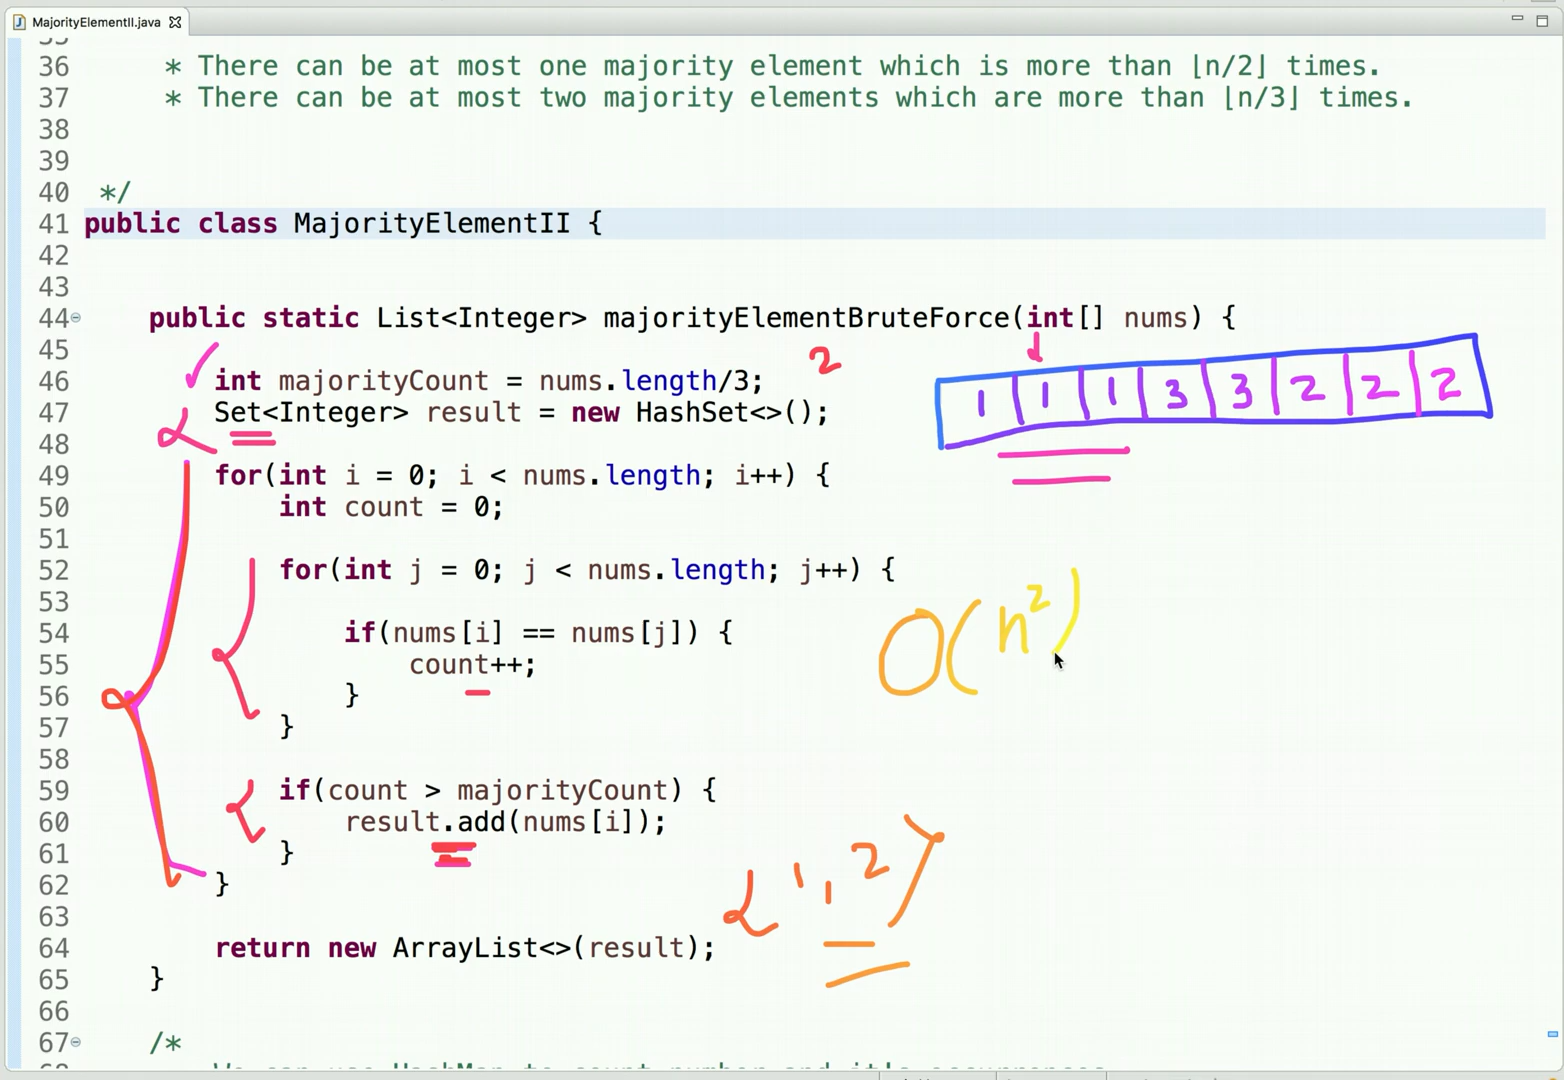 MajorityElementII.java
36 * There can be at most one majority element which is more than ⌊n/2⌋ times.
37 * There can be at most two majority elements which are more than ⌊n/3⌋ times.
38
39
40 */
41 public class MajorityElementII {
42
43
44 public static List<Integer> majorityElementBruteForce(int[] nums) {
45
46 int majorityCount = nums.length/3; 2
1 1 1 3 3 2 2 2
47 Set<Integer> result = new HashSet<>();
48
49 for(int i = 0; i < nums.length; i++) {
50 int count = 0;
51
52 for(int j = 0; j < nums.length; j++) {
53
54 if(nums[i] == nums[j]) {
O(n²)
55 count++;
56 }
57 }
58
59 if(count > majorityCount) {
60 result.add(nums[i]);
61 }
{1, 2}
62 }
63
64 return new ArrayList<>(result);
65 }
66
67 /*